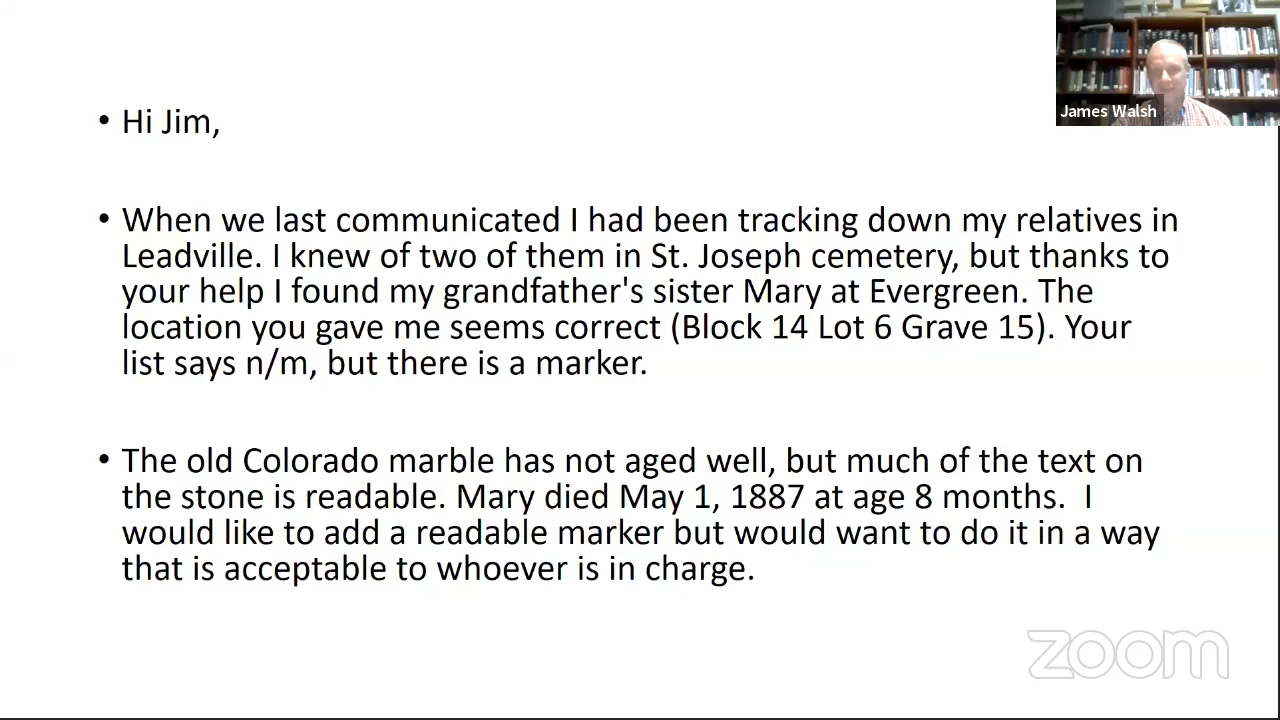 James Walsh
• Hi Jim,
• When we last communicated I had been tracking down my relatives in
Leadville. I knew of two of them in St. Joseph cemetery, but thanks to
your help I found my grandfather's sister Mary at Evergreen. The
location you gave me seems correct (Block 14 Lot 6 Grave 15). Your
list says n/m, but there is a marker.
• The old Colorado marble has not aged well, but much of the text on
the stone is readable. Mary died May 1, 1887 at age 8 months.  I
would like to add a readable marker but would want to do it in a way
that is acceptable to whoever is in charge.
zoom